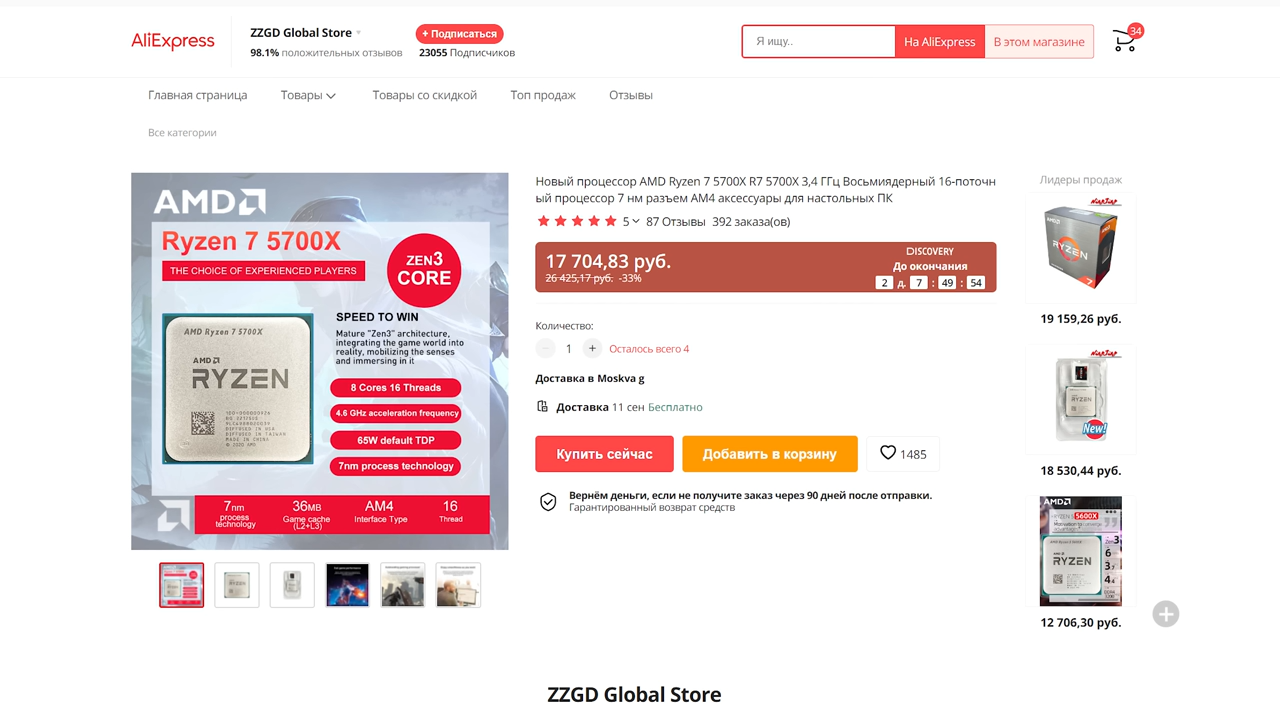 AliExpress
ZZGD Global Store
98.1% положительных отзывов
+ Подписаться
23055 Подписчиков
Я ищу..
На AliExpress
В этом магазине
34
Главная страница
Товары
Товары со скидкой
Топ продаж
Отзывы
Все категории
AMD
Ryzen 7 5700X
THE CHOICE OF EXPERIENCED PLAYERS
ZEN3
CORE
SPEED TO WIN
Mature "Zen3" architecture,
integrating the game world into
reality, mobilizing the senses
and immersing in it
AMD Ryzen 7 5700X
AMD
RYZEN
8 Cores 16 Threads
4.6 GHz acceleration frequency
65W default TDP
7nm process technology
7nm
process
technology
36MB
Game cache
(L2+L3)
AM4
Interface Type
16
Thread
Новый процессор AMD Ryzen 7 5700X R7 5700X 3,4 ГГц Восьмиядерный 16-поточн
ый процессор 7 нм разъем AM4 аксессуары для настольных ПК
5
87 Отзывы
392 заказа(ов)
17 704,83 руб.
26 425,17 руб. -33%
DISCOVERY
До окончания
2 д. 7 : 49 : 54
Количество:
1 +
Осталось всего 4
Доставка в Moskva g
Доставка 11 сен Бесплатно
Купить сейчас
Добавить в корзину
1485
Вернём деньги, если не получите заказ через 90 дней после отправки.
Гарантированный возврат средств
Лидеры продаж
RYZEN
7
19 159,26 руб.
RYZEN
New!
18 530,44 руб.
AMD
RYZEN 5 5600X
RYZEN
12 706,30 руб.
ZZGD Global Store